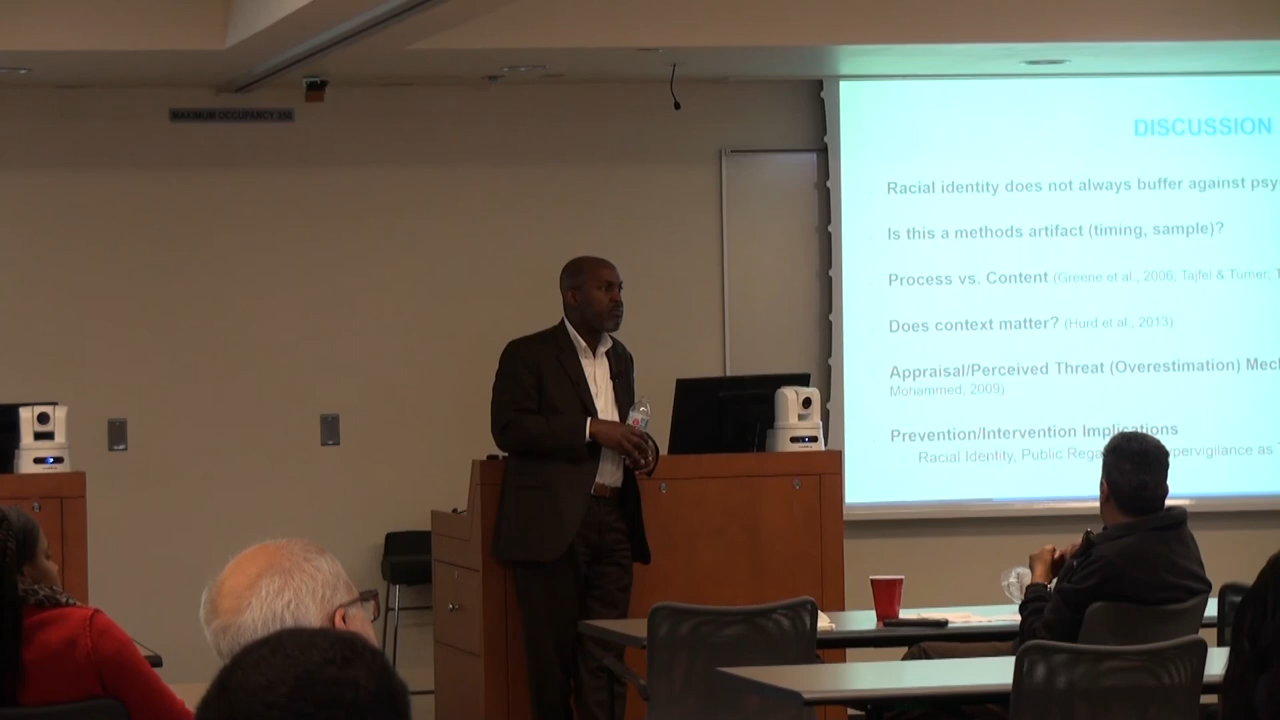 MAXIMUM OCCUPANCY 350
DISCUSSION
Racial identity does not always buffer against psy
Is this a methods artifact (timing, sample)?
Process vs. Content (Greene et al., 2006; Tajfel & Turner; T
Does context matter? (Hurd et al., 2013)
Appraisal/Perceived Threat (Overestimation) Mec
Mohammed, 2009)
Prevention/Intervention Implications
Racial Identity, Public Rega pervigilance as